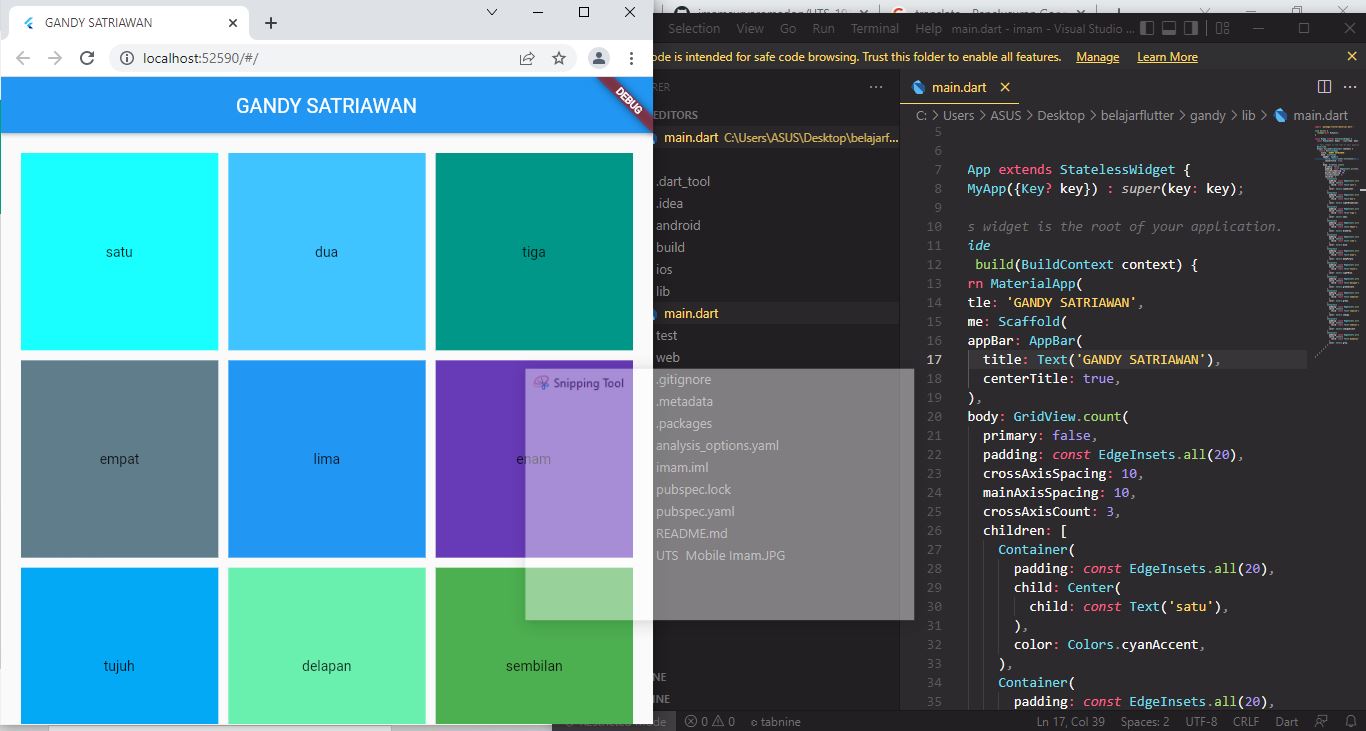 GANDY SATRIAWAN
localhost:52590/#/
GANDY SATRIAWAN
DEBUG
satu
dua
tiga
empat
lima
enam
tujuh
delapan
sembilan
Snipping Tool
Selection View Go Run Terminal Help main.dart - imam - Visual Studio ...
ode is intended for safe code browsing. Trust this folder to enable all features. Manage Learn More
RER
EDITORS
main.dart C:\Users\ASUS\Desktop\belajarf...
.dart_tool
.idea
android
build
ios
lib
main.dart
test
web
.gitignore
.metadata
.packages
analysis_options.yaml
imam.iml
pubspec.lock
pubspec.yaml
README.md
UTS Mobile Imam.JPG
NE
NE
main.dart
C: > Users > ASUS > Desktop > belajarflutter > gandy > lib > main.dart
5
6
7 App extends StatelessWidget {
8 MyApp({Key? key}) : super(key: key);
9
10 s widget is the root of your application.
11 ide
12 build(BuildContext context) {
13 rn MaterialApp(
14 tle: 'GANDY SATRIAWAN',
15 me: Scaffold(
16 appBar: AppBar(
17 title: Text('GANDY SATRIAWAN'),
18 centerTitle: true,
19 ),
20 body: GridView.count(
21 primary: false,
22 padding: const EdgeInsets.all(20),
23 crossAxisSpacing: 10,
24 mainAxisSpacing: 10,
25 crossAxisCount: 3,
26 children: [
27 Container(
28 padding: const EdgeInsets.all(20),
29 child: Center(
30 child: const Text('satu'),
31 ),
32 color: Colors.cyanAccent,
33 ),
34 Container(
35 padding: const EdgeInsets.all(20),
0 0 tabnine
Ln 17, Col 39 Spaces: 2 UTF-8 CRLF Dart